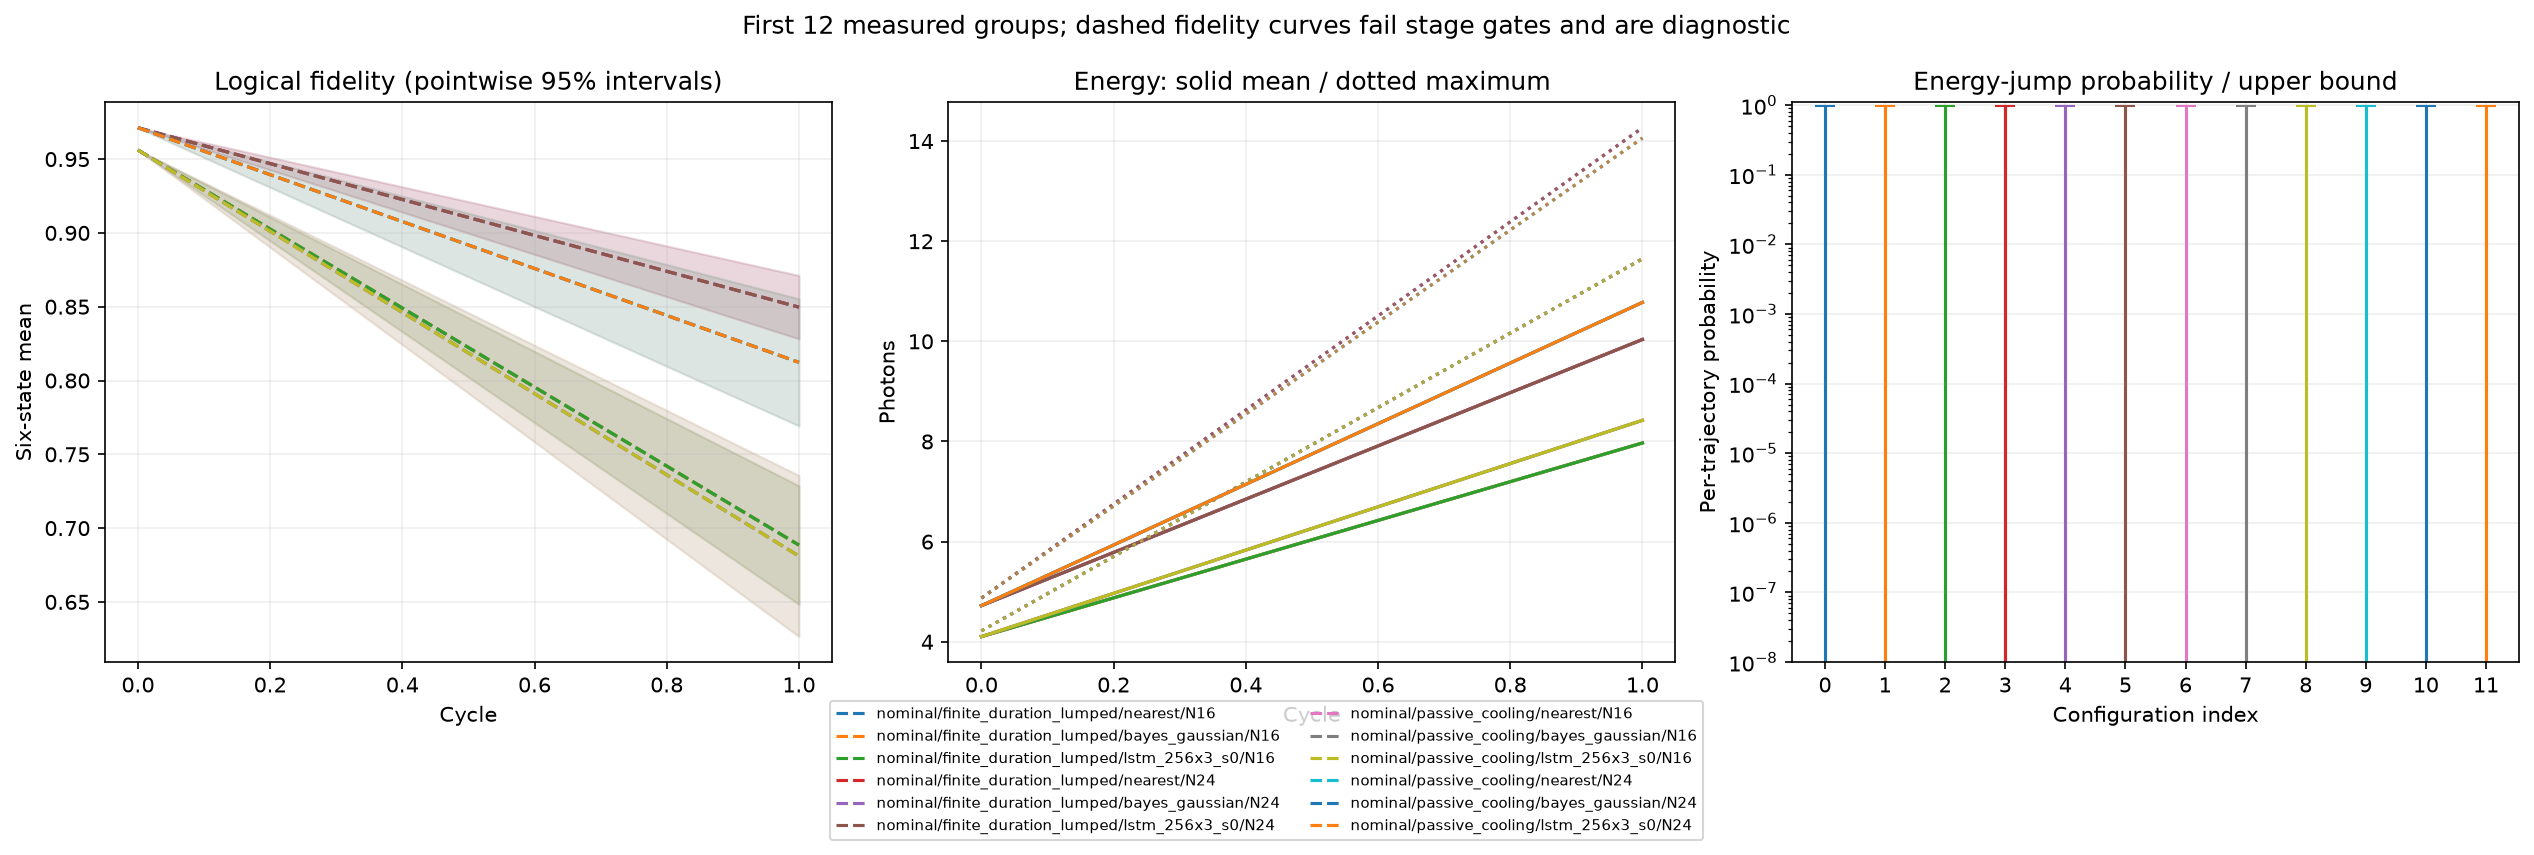 First 12 measured groups; dashed fidelity curves fail stage gates and are diagnostic
Logical fidelity (pointwise 95% intervals)
Six-state mean
0.95
0.90
0.85
0.80
0.75
0.70
0.65
0.0 0.2 0.4 0.6 0.8 1.0
Cycle
Energy: solid mean / dotted maximum
Photons
14
12
10
8
6
4
0.0 0.2 0.4 0.6 0.8 1.0
Cycle
Energy-jump probability / upper bound
Per-trajectory probability
10⁰
10⁻¹
10⁻²
10⁻³
10⁻⁴
10⁻⁵
10⁻⁶
10⁻⁷
10⁻⁸
0 1 2 3 4 5 6 7 8 9 10 11
Configuration index
nominal/finite_duration_lumped/nearest/N16
nominal/finite_duration_lumped/bayes_gaussian/N16
nominal/finite_duration_lumped/lstm_256x3_s0/N16
nominal/finite_duration_lumped/nearest/N24
nominal/finite_duration_lumped/bayes_gaussian/N24
nominal/finite_duration_lumped/lstm_256x3_s0/N24
nominal/passive_cooling/nearest/N16
nominal/passive_cooling/bayes_gaussian/N16
nominal/passive_cooling/lstm_256x3_s0/N16
nominal/passive_cooling/nearest/N24
nominal/passive_cooling/bayes_gaussian/N24
nominal/passive_cooling/lstm_256x3_s0/N24